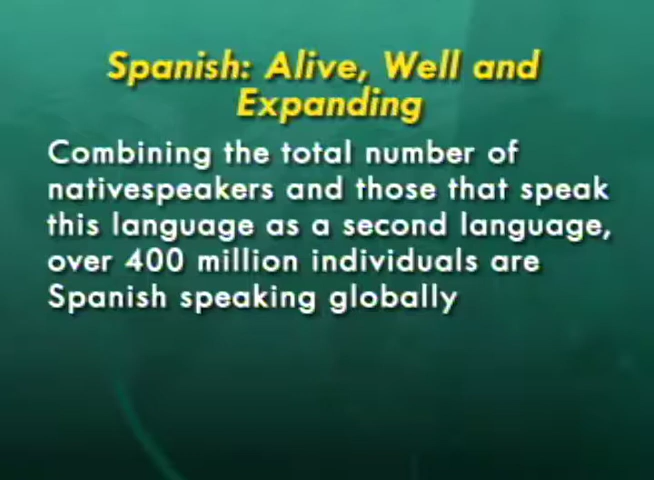 Spanish: Alive, Well and
Expanding
Combining the total number of
nativespeakers and those that speak
this language as a second language,
over 400 million individuals are
Spanish speaking globally